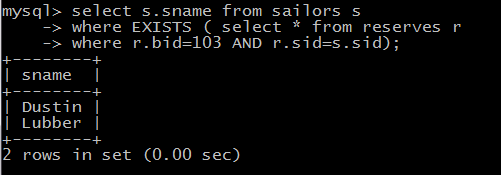 mysql> select s.sname from sailors s
    -> where EXISTS ( select * from reserves r
    -> where r.bid=103 AND r.sid=s.sid);
+--------+
| sname  |
+--------+
| Dustin |
| Lubber |
+--------+
2 rows in set (0.00 sec)